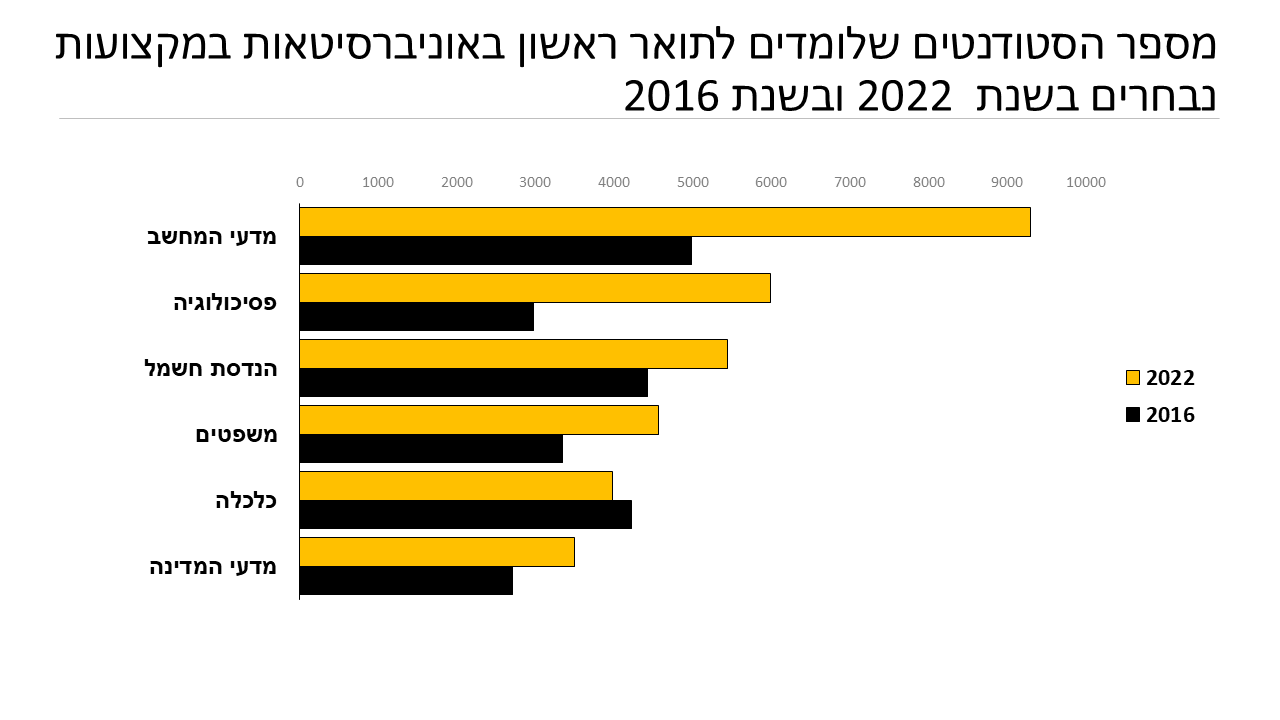 מספר הסטודנטים שלומדים לתואר ראשון באוניברסיטאות במקצועות
נבחרים בשנת 2022 ובשנת 2016
0 1000 2000 3000 4000 5000 6000 7000 8000 9000 10000
מדעי המחשב
פסיכולוגיה
הנדסת חשמל
משפטים
כלכלה
מדעי המדינה
2022
2016